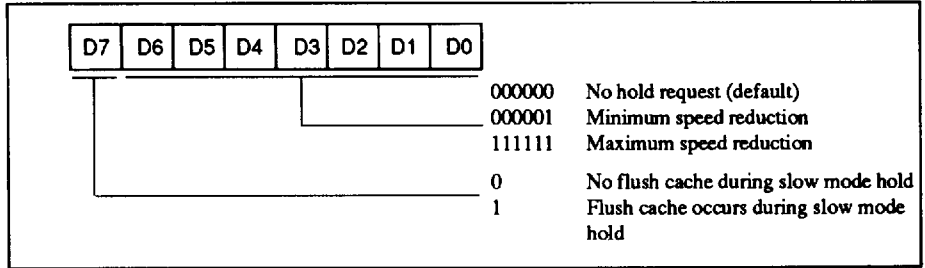 D7 D6 D5 D4 D3 D2 D1 D0
000000 No hold request (default)
000001 Minimum speed reduction
111111 Maximum speed reduction
0 No flush cache during slow mode hold
1 Flush cache occurs during slow mode
hold